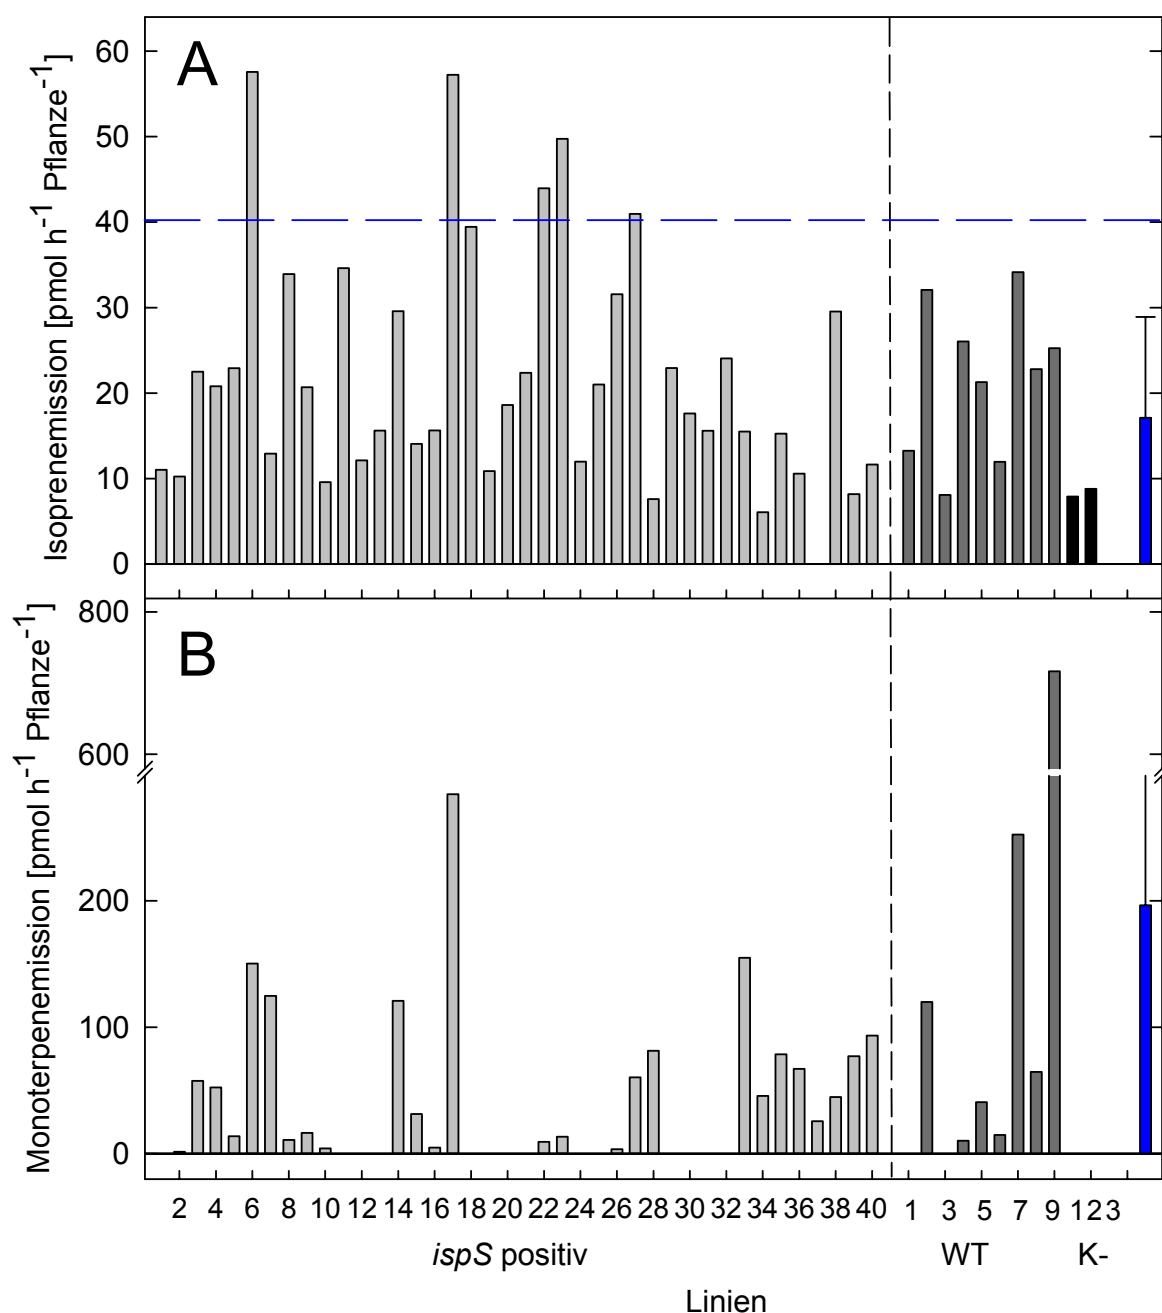 A
Isoprenemission [pmol h⁻¹ Pflanze⁻¹]
60
50
40
30
20
10
0
B
Monoterpenemission [pmol h⁻¹ Pflanze⁻¹]
800
600
200
100
0
2 4 6 8 10 12 14 16 18 20 22 24 26 28 30 32 34 36 38 40 1 3 5 7 9 1 2 3
ispS positiv WT K-
Linien